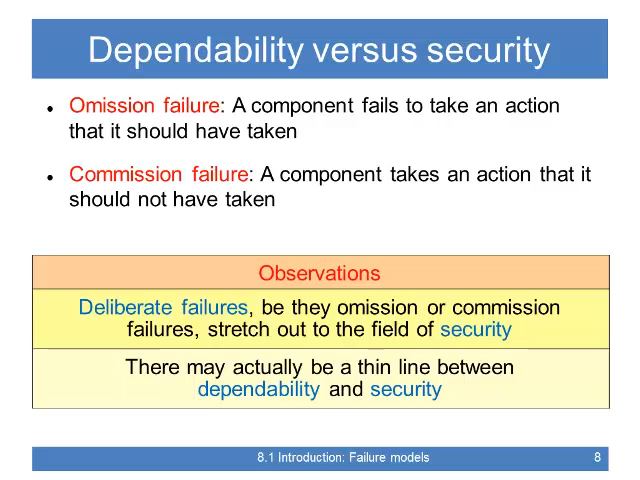 Dependability versus security
• Omission failure: A component fails to take an action
that it should have taken
• Commission failure: A component takes an action that it
should not have taken
Observations
Deliberate failures, be they omission or commission
failures, stretch out to the field of security
There may actually be a thin line between
dependability and security
8.1 Introduction: Failure models 8